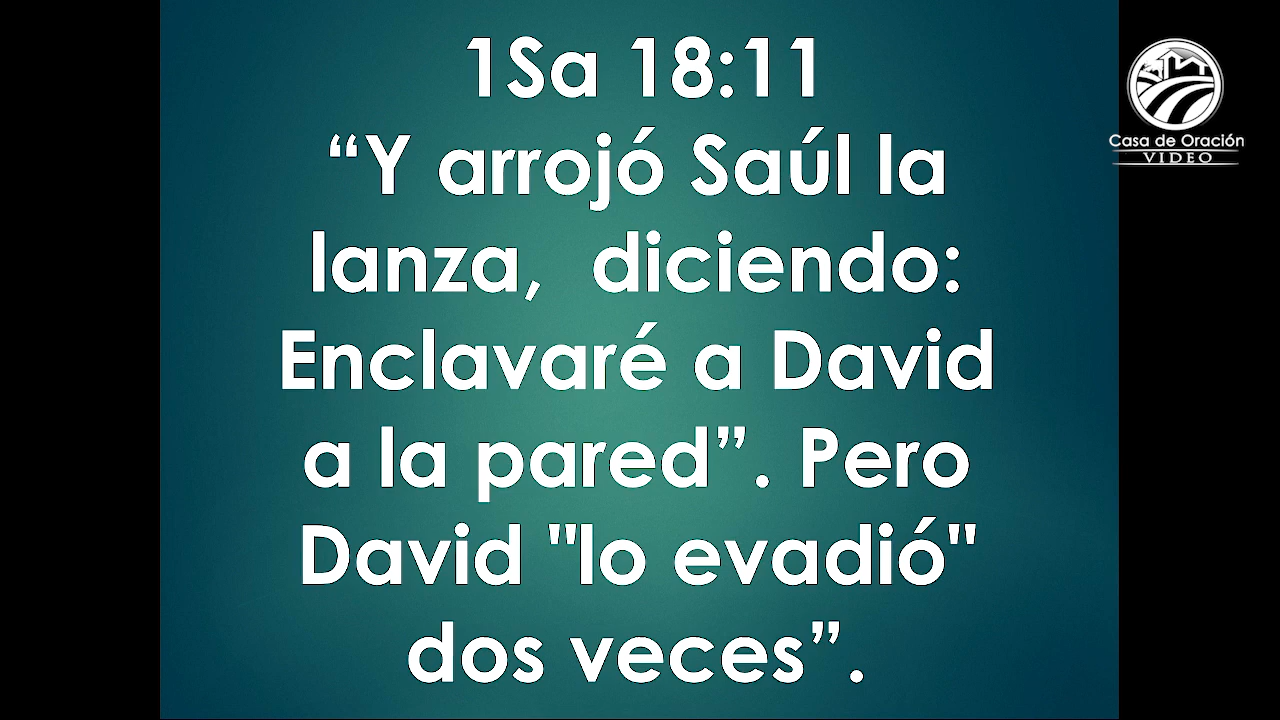 1Sa 18:11
“Y arrojó Saúl la
lanza,  diciendo:
Enclavaré a David
a la pared”. Pero
David "lo evadió"
dos veces”.
Casa de Oración
VIDEO